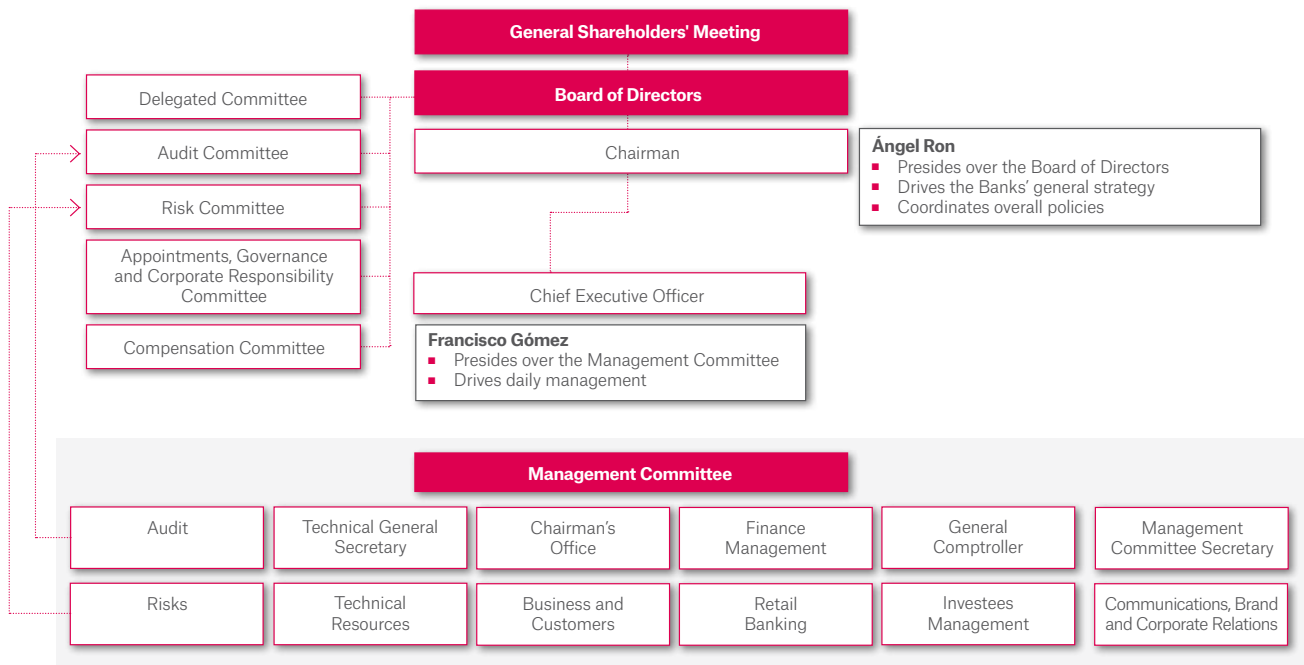 General Shareholders' Meeting
Board of Directors
Delegated Committee
Audit Committee
Risk Committee
Appointments, Governance
and Corporate Responsibility
Committee
Compensation Committee
Chairman
Ángel Ron
Presides over the Board of Directors
Drives the Banks' general strategy
Coordinates overall policies
Chief Executive Officer
Francisco Gómez
Presides over the Management Committee
Drives daily management
Management Committee
Audit
Technical General
Secretary
Chairman's
Office
Finance
Management
General
Comptroller
Management
Committee Secretary
Risks
Technical
Resources
Business and
Customers
Retail
Banking
Investees
Management
Communications, Brand
and Corporate Relations